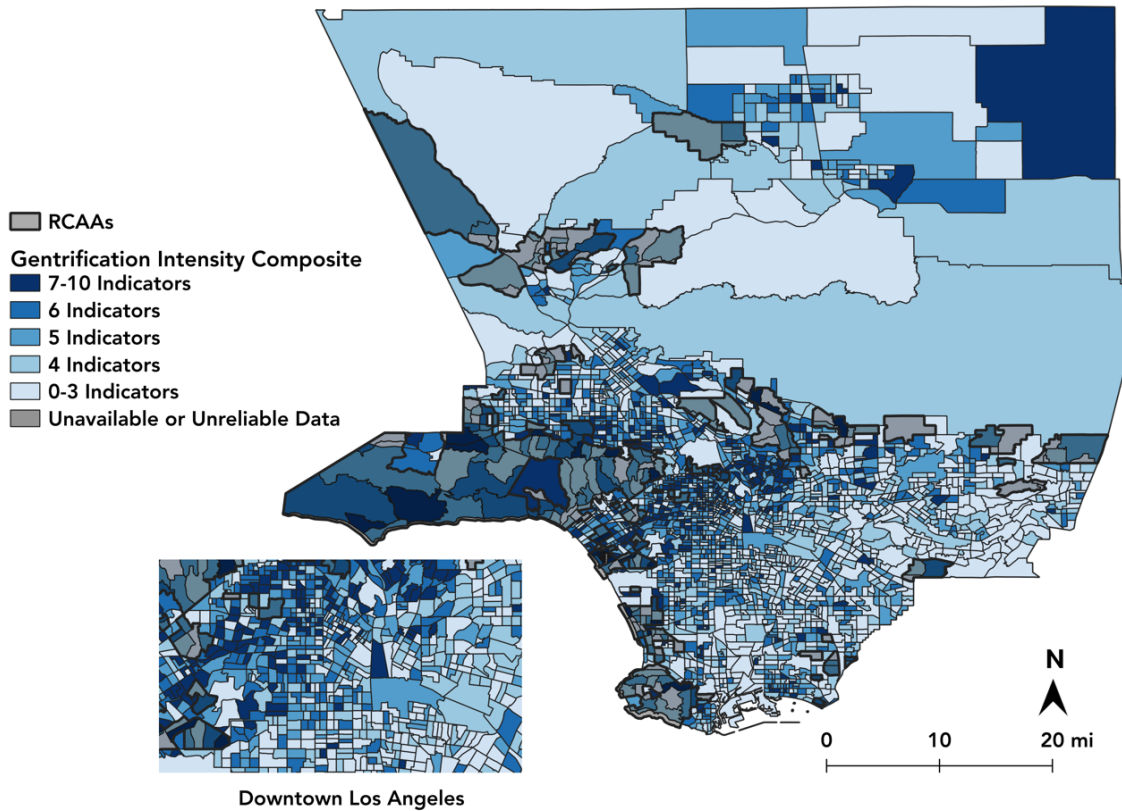 RCAAs
Gentrification Intensity Composite
7-10 Indicators
6 Indicators
5 Indicators
4 Indicators
0-3 Indicators
Unavailable or Unreliable Data
N
0 10 20 mi
Downtown Los Angeles